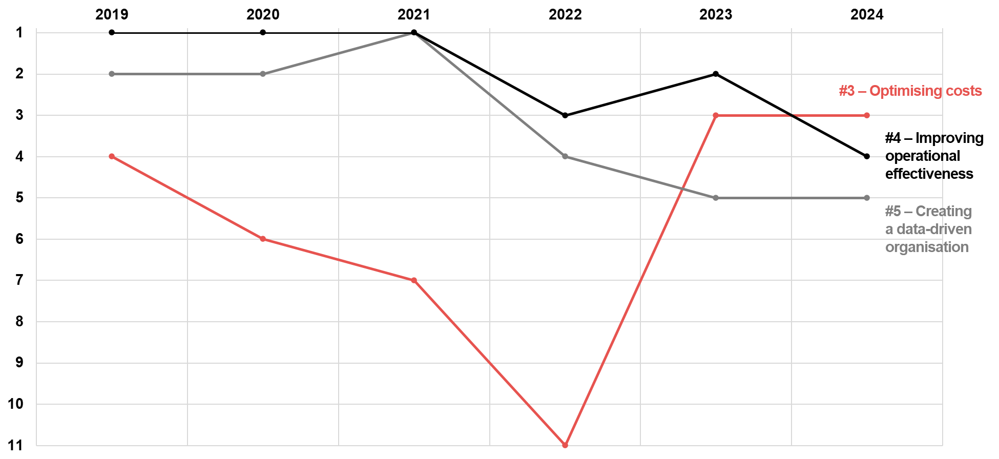 2019 2020 2021 2022 2023 2024
1
2
#3 – Optimising costs
3
#4 – Improving
4
operational
effectiveness
5
#5 – Creating
a data-driven
6
organisation
7
8
9
10
11